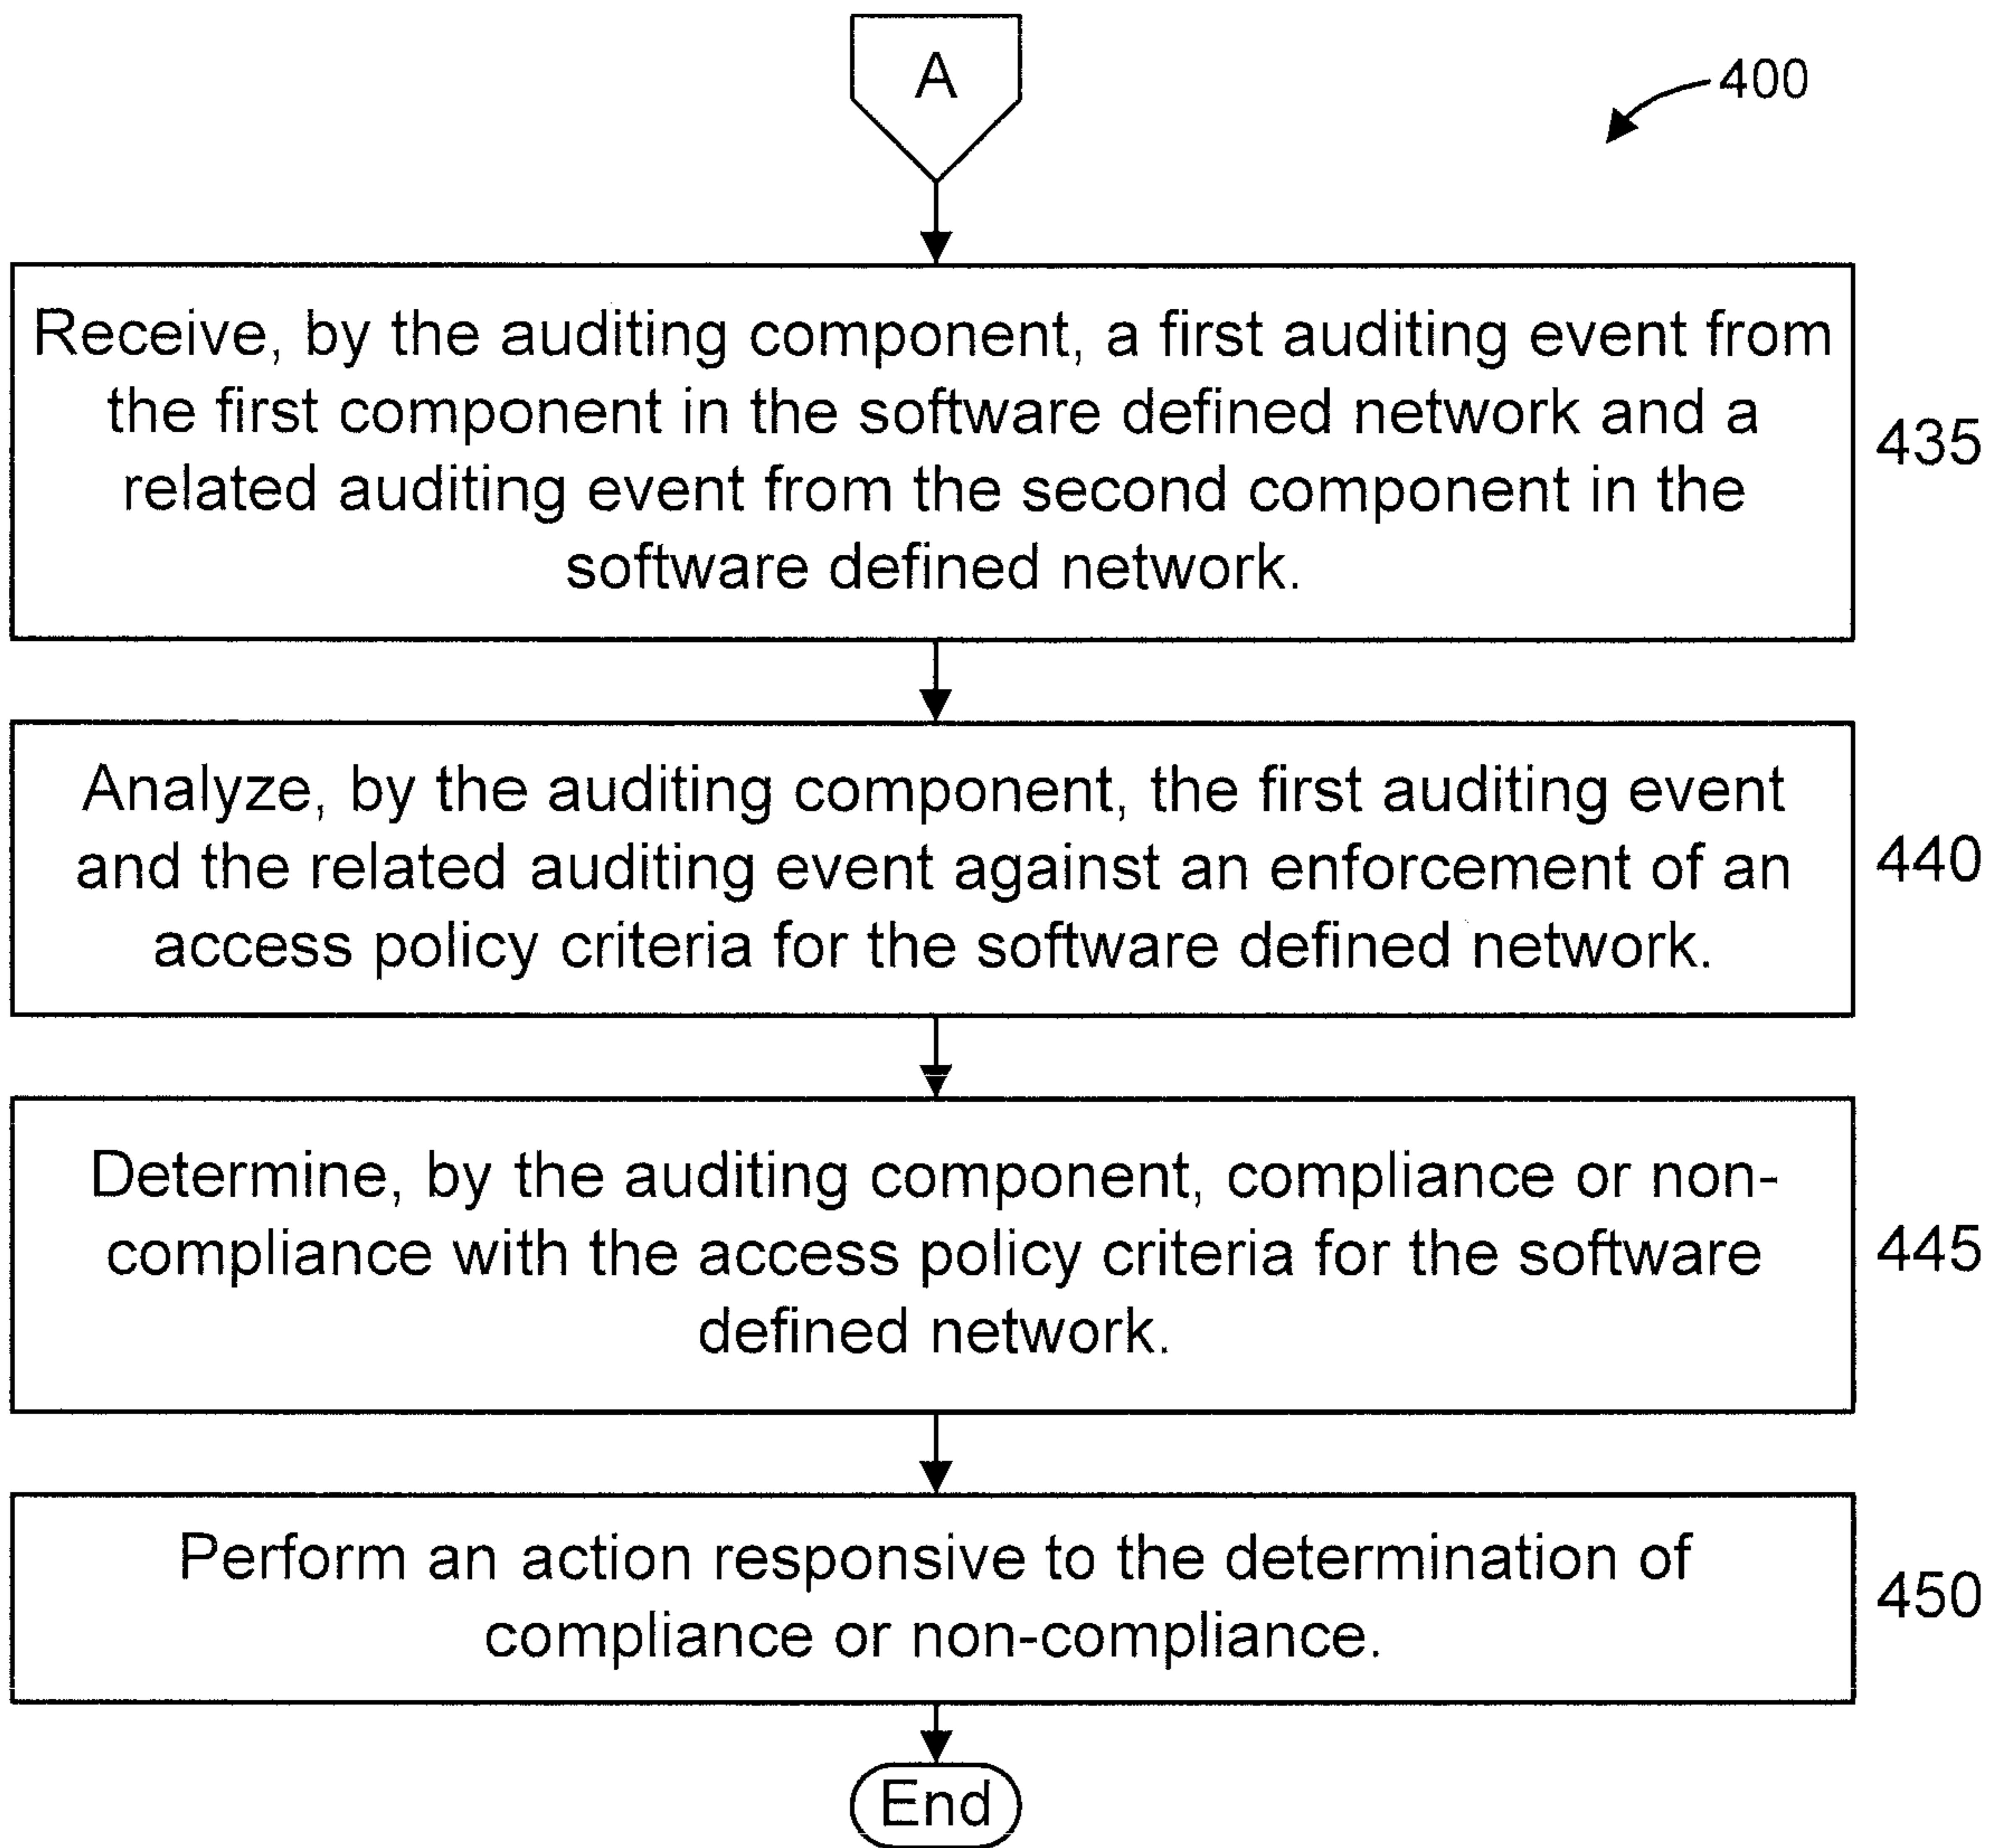 A
400
Receive, by the auditing component, a first auditing event from
the first component in the software defined network and a
related auditing event from the second component in the
software defined network.
435
Analyze, by the auditing component, the first auditing event
and the related auditing event against an enforcement of an
access policy criteria for the software defined network.
440
Determine, by the auditing component, compliance or non-
compliance with the access policy criteria for the software
defined network.
445
Perform an action responsive to the determination of
compliance or non-compliance.
450
End